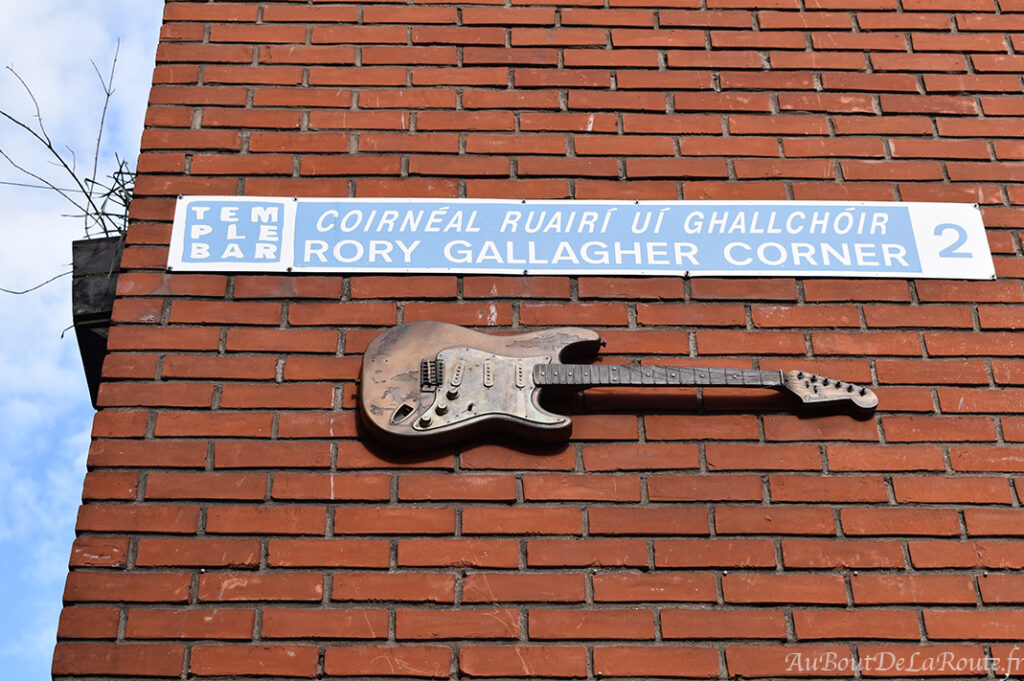 TEM
PLE
BAR
COIRNÉAL RUAIRÍ UÍ GHALLCHÓIR
RORY GALLAGHER CORNER
2
AuBoutDeLaRoute.fr